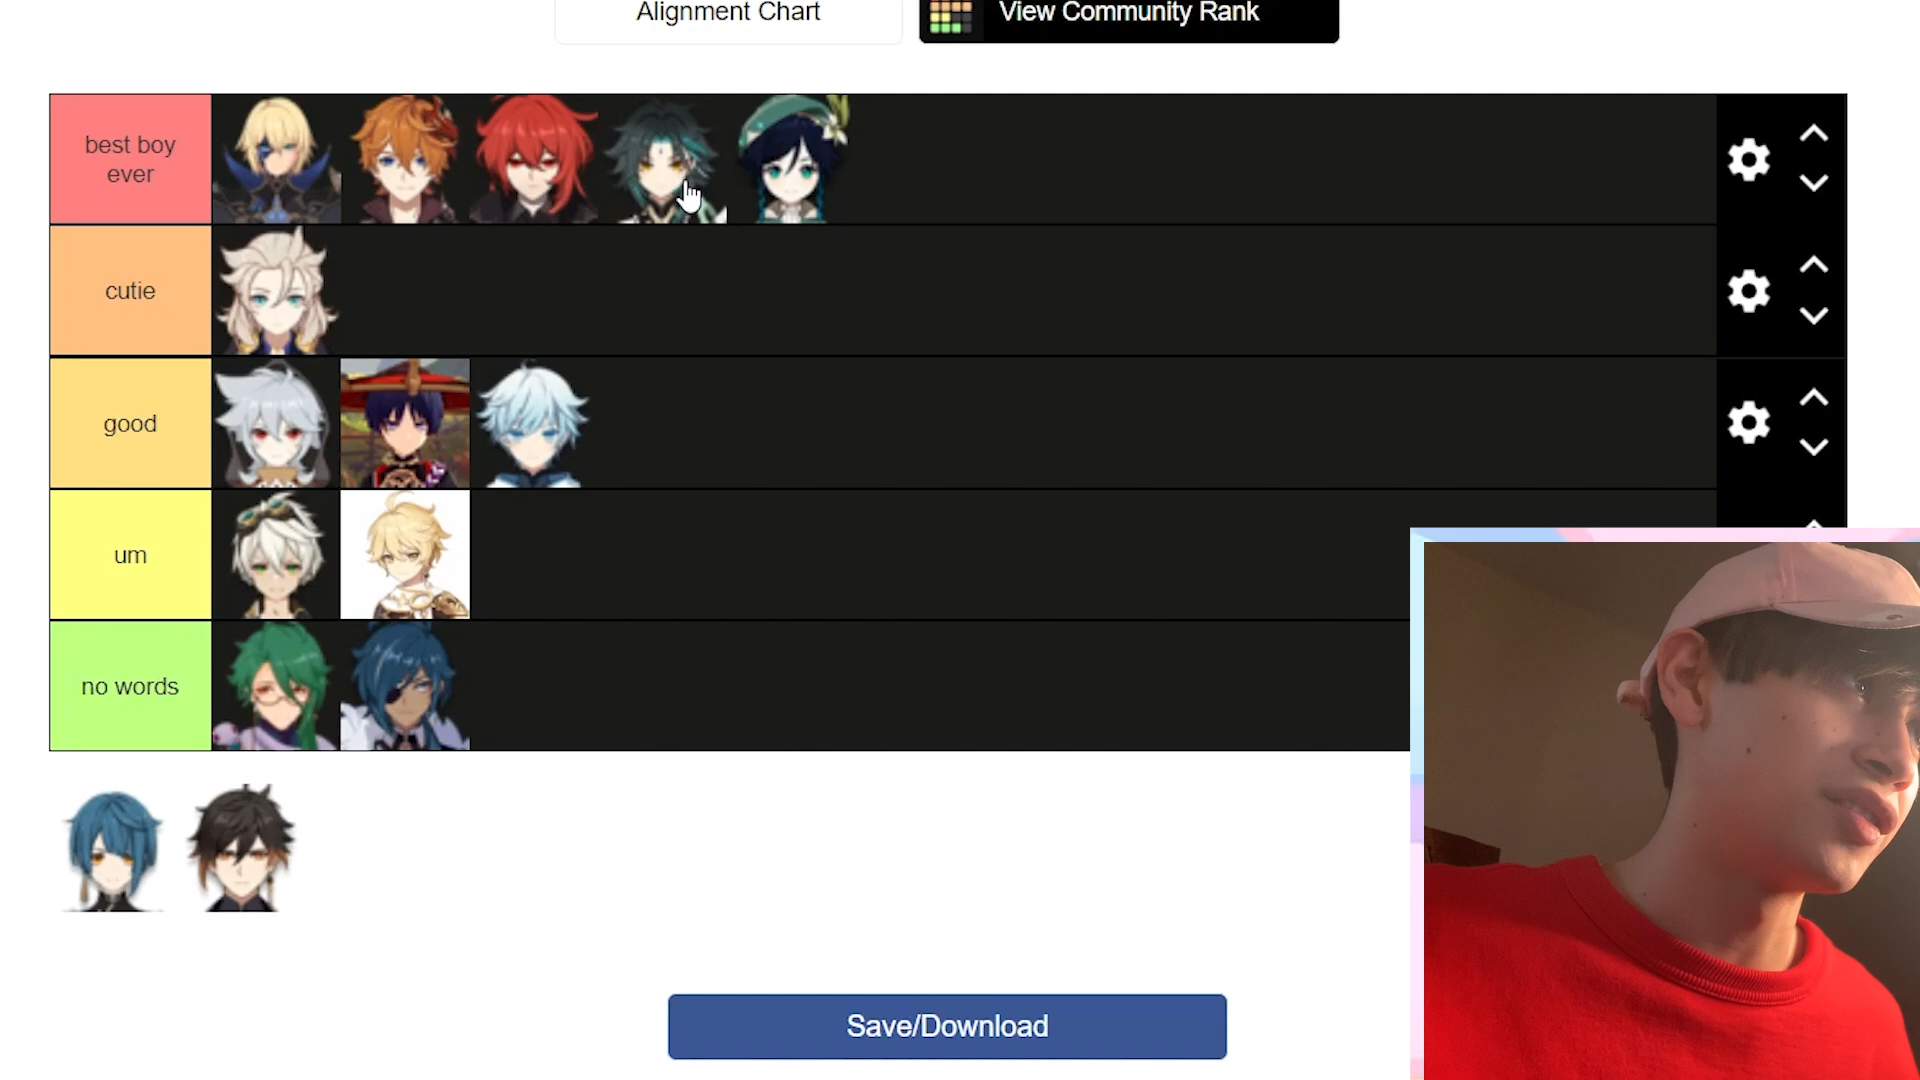 Alignment Chart
View Community Rank
best boy
ever
cutie
good
um
no words
Save/Download